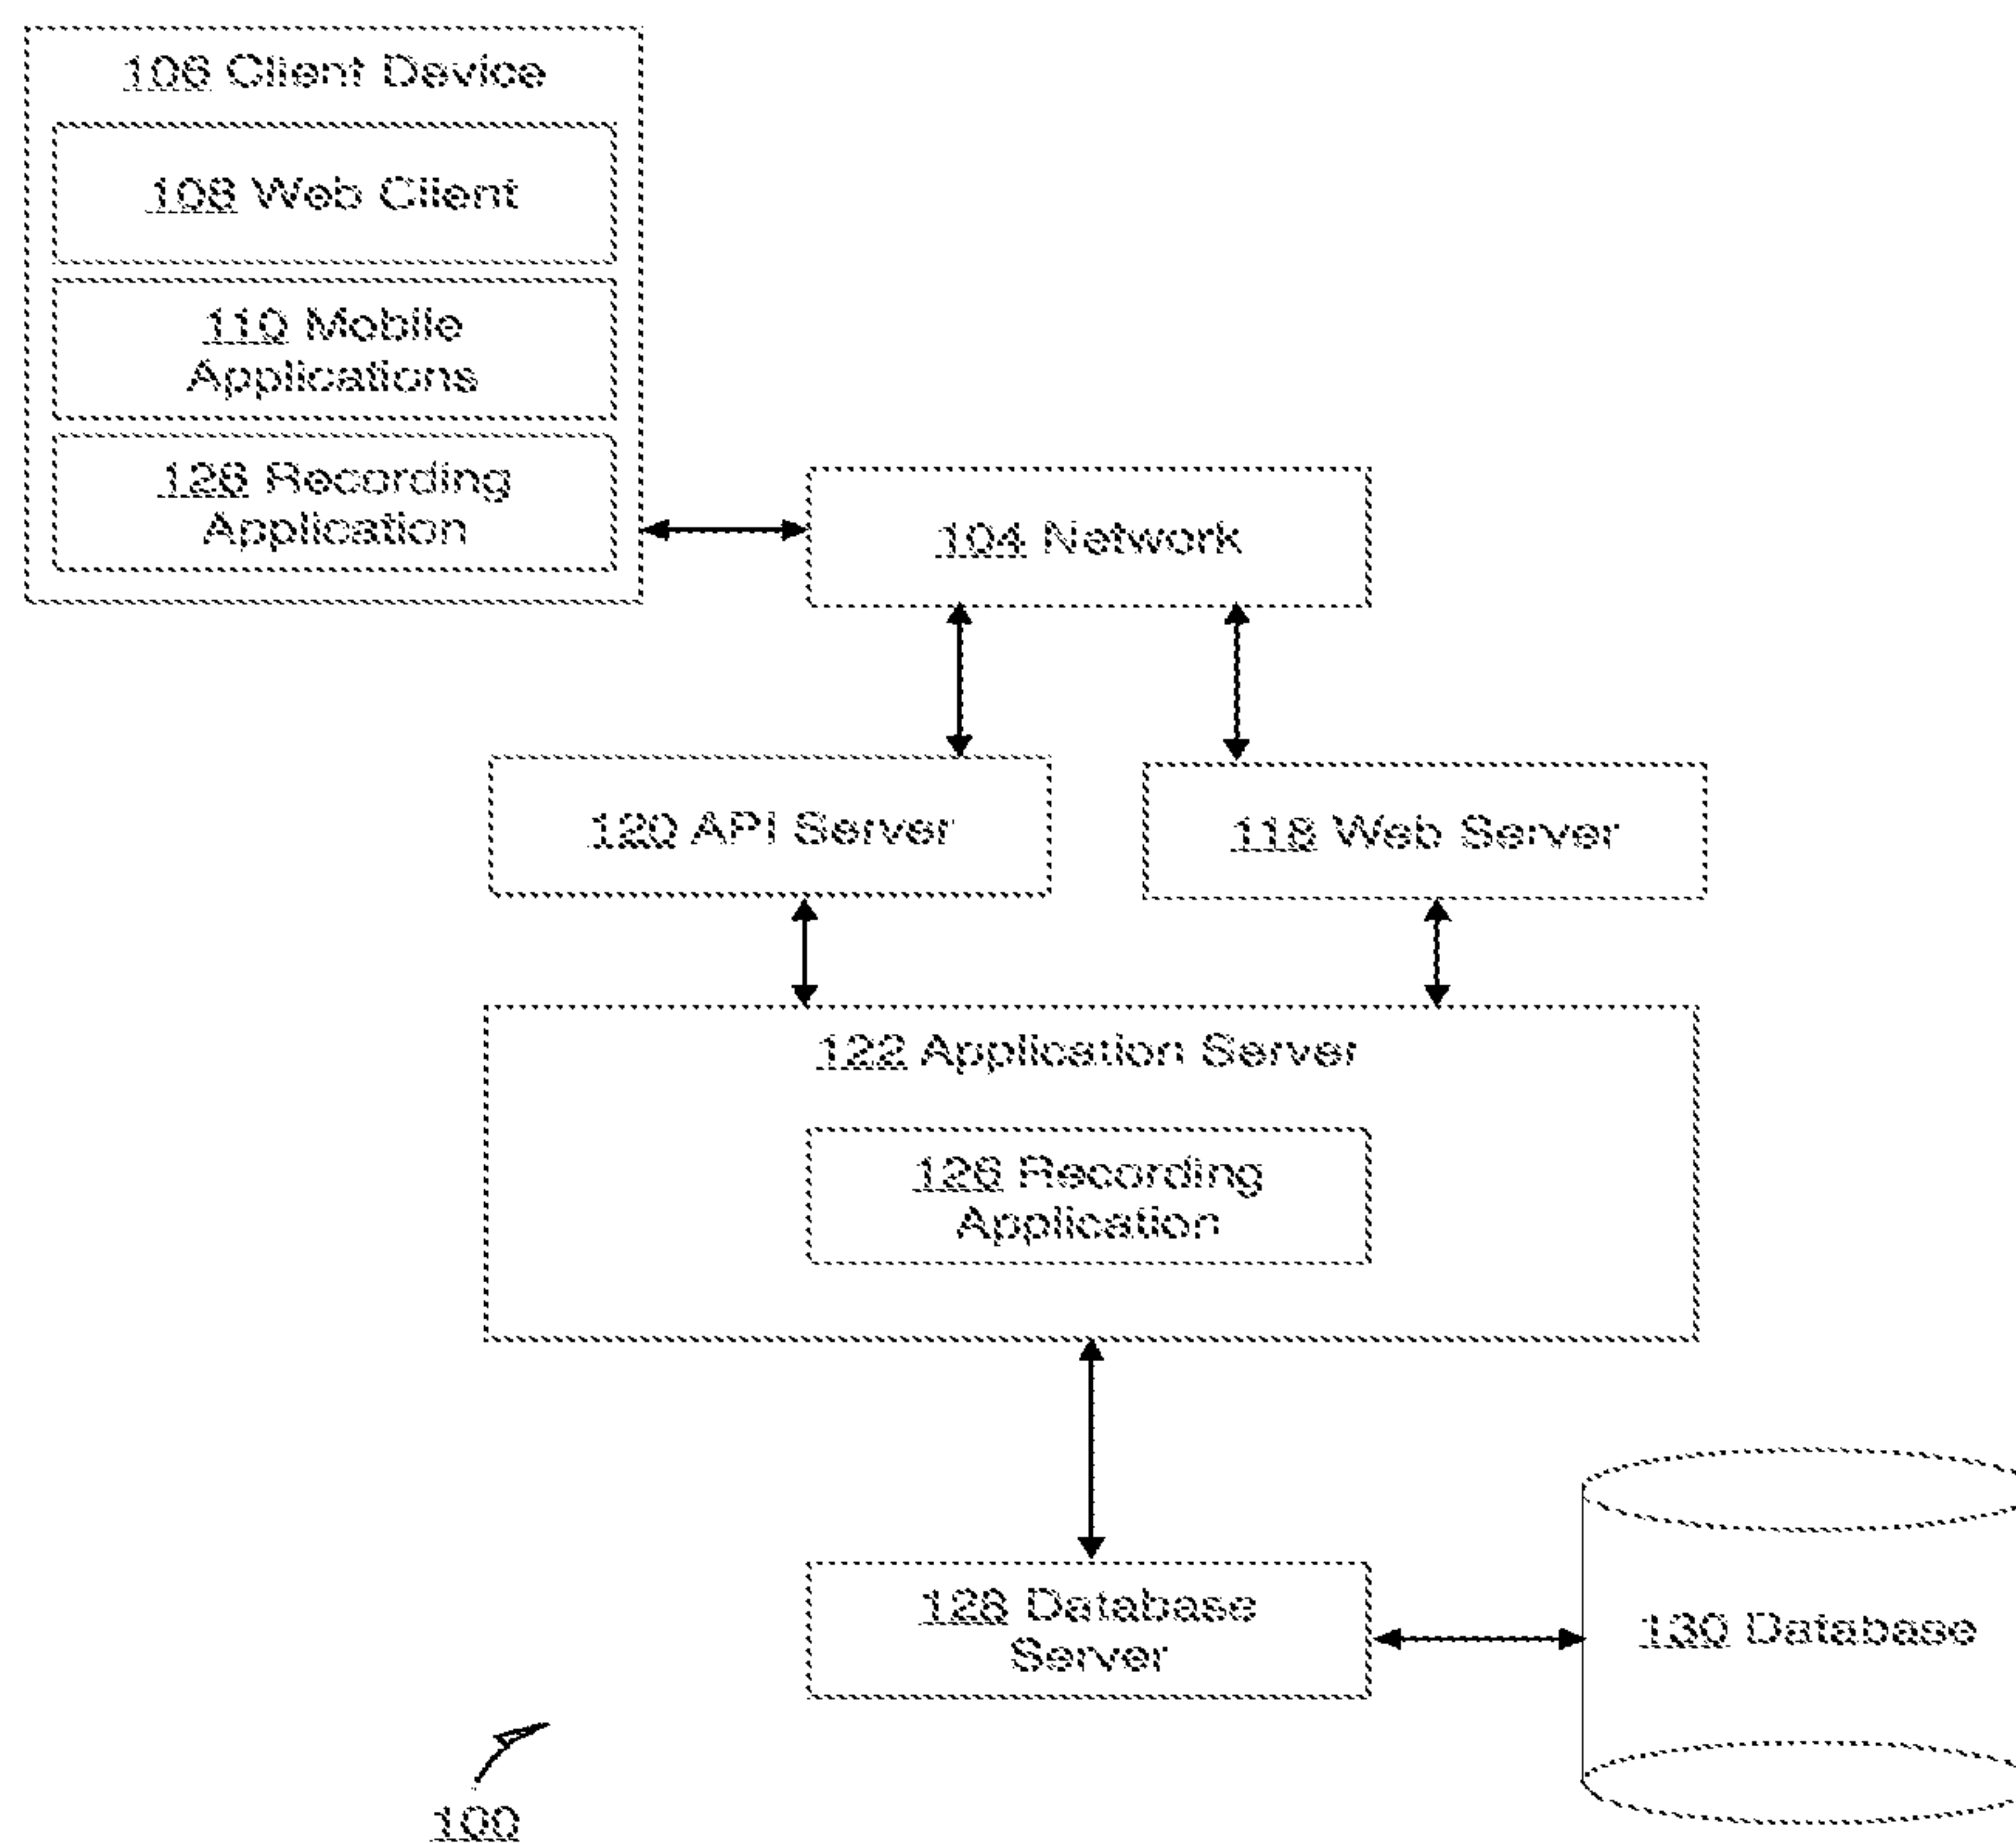 106 Client Device
108 Web Client
110 Mobile
Applications
126 Recording
Application
104 Network
120 API Server
118 Web Server
122 Application Server
126 Recording
Application
128 Database
Server
130 Database
100